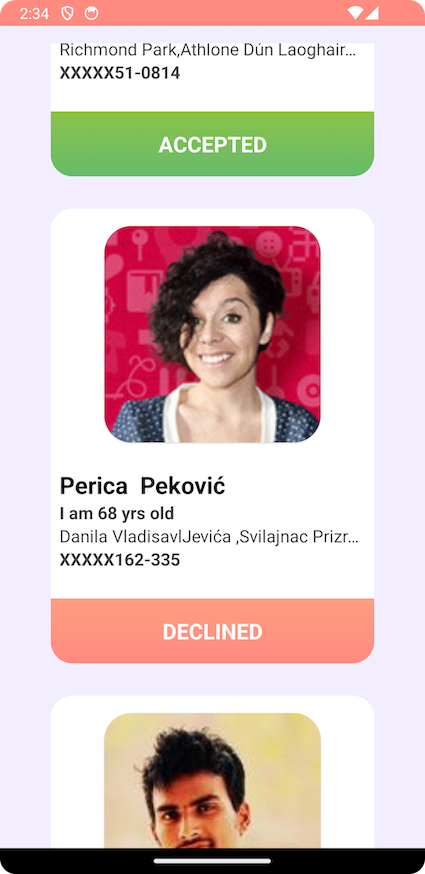 2:34
Richmond Park,Athlone Dún Laoghair...
XXXXX51-0814
ACCEPTED
Perica  Peković
I am 68 yrs old
Danila VladisavlJevića ,Svilajnac Prizr...
XXXXX162-335
DECLINED